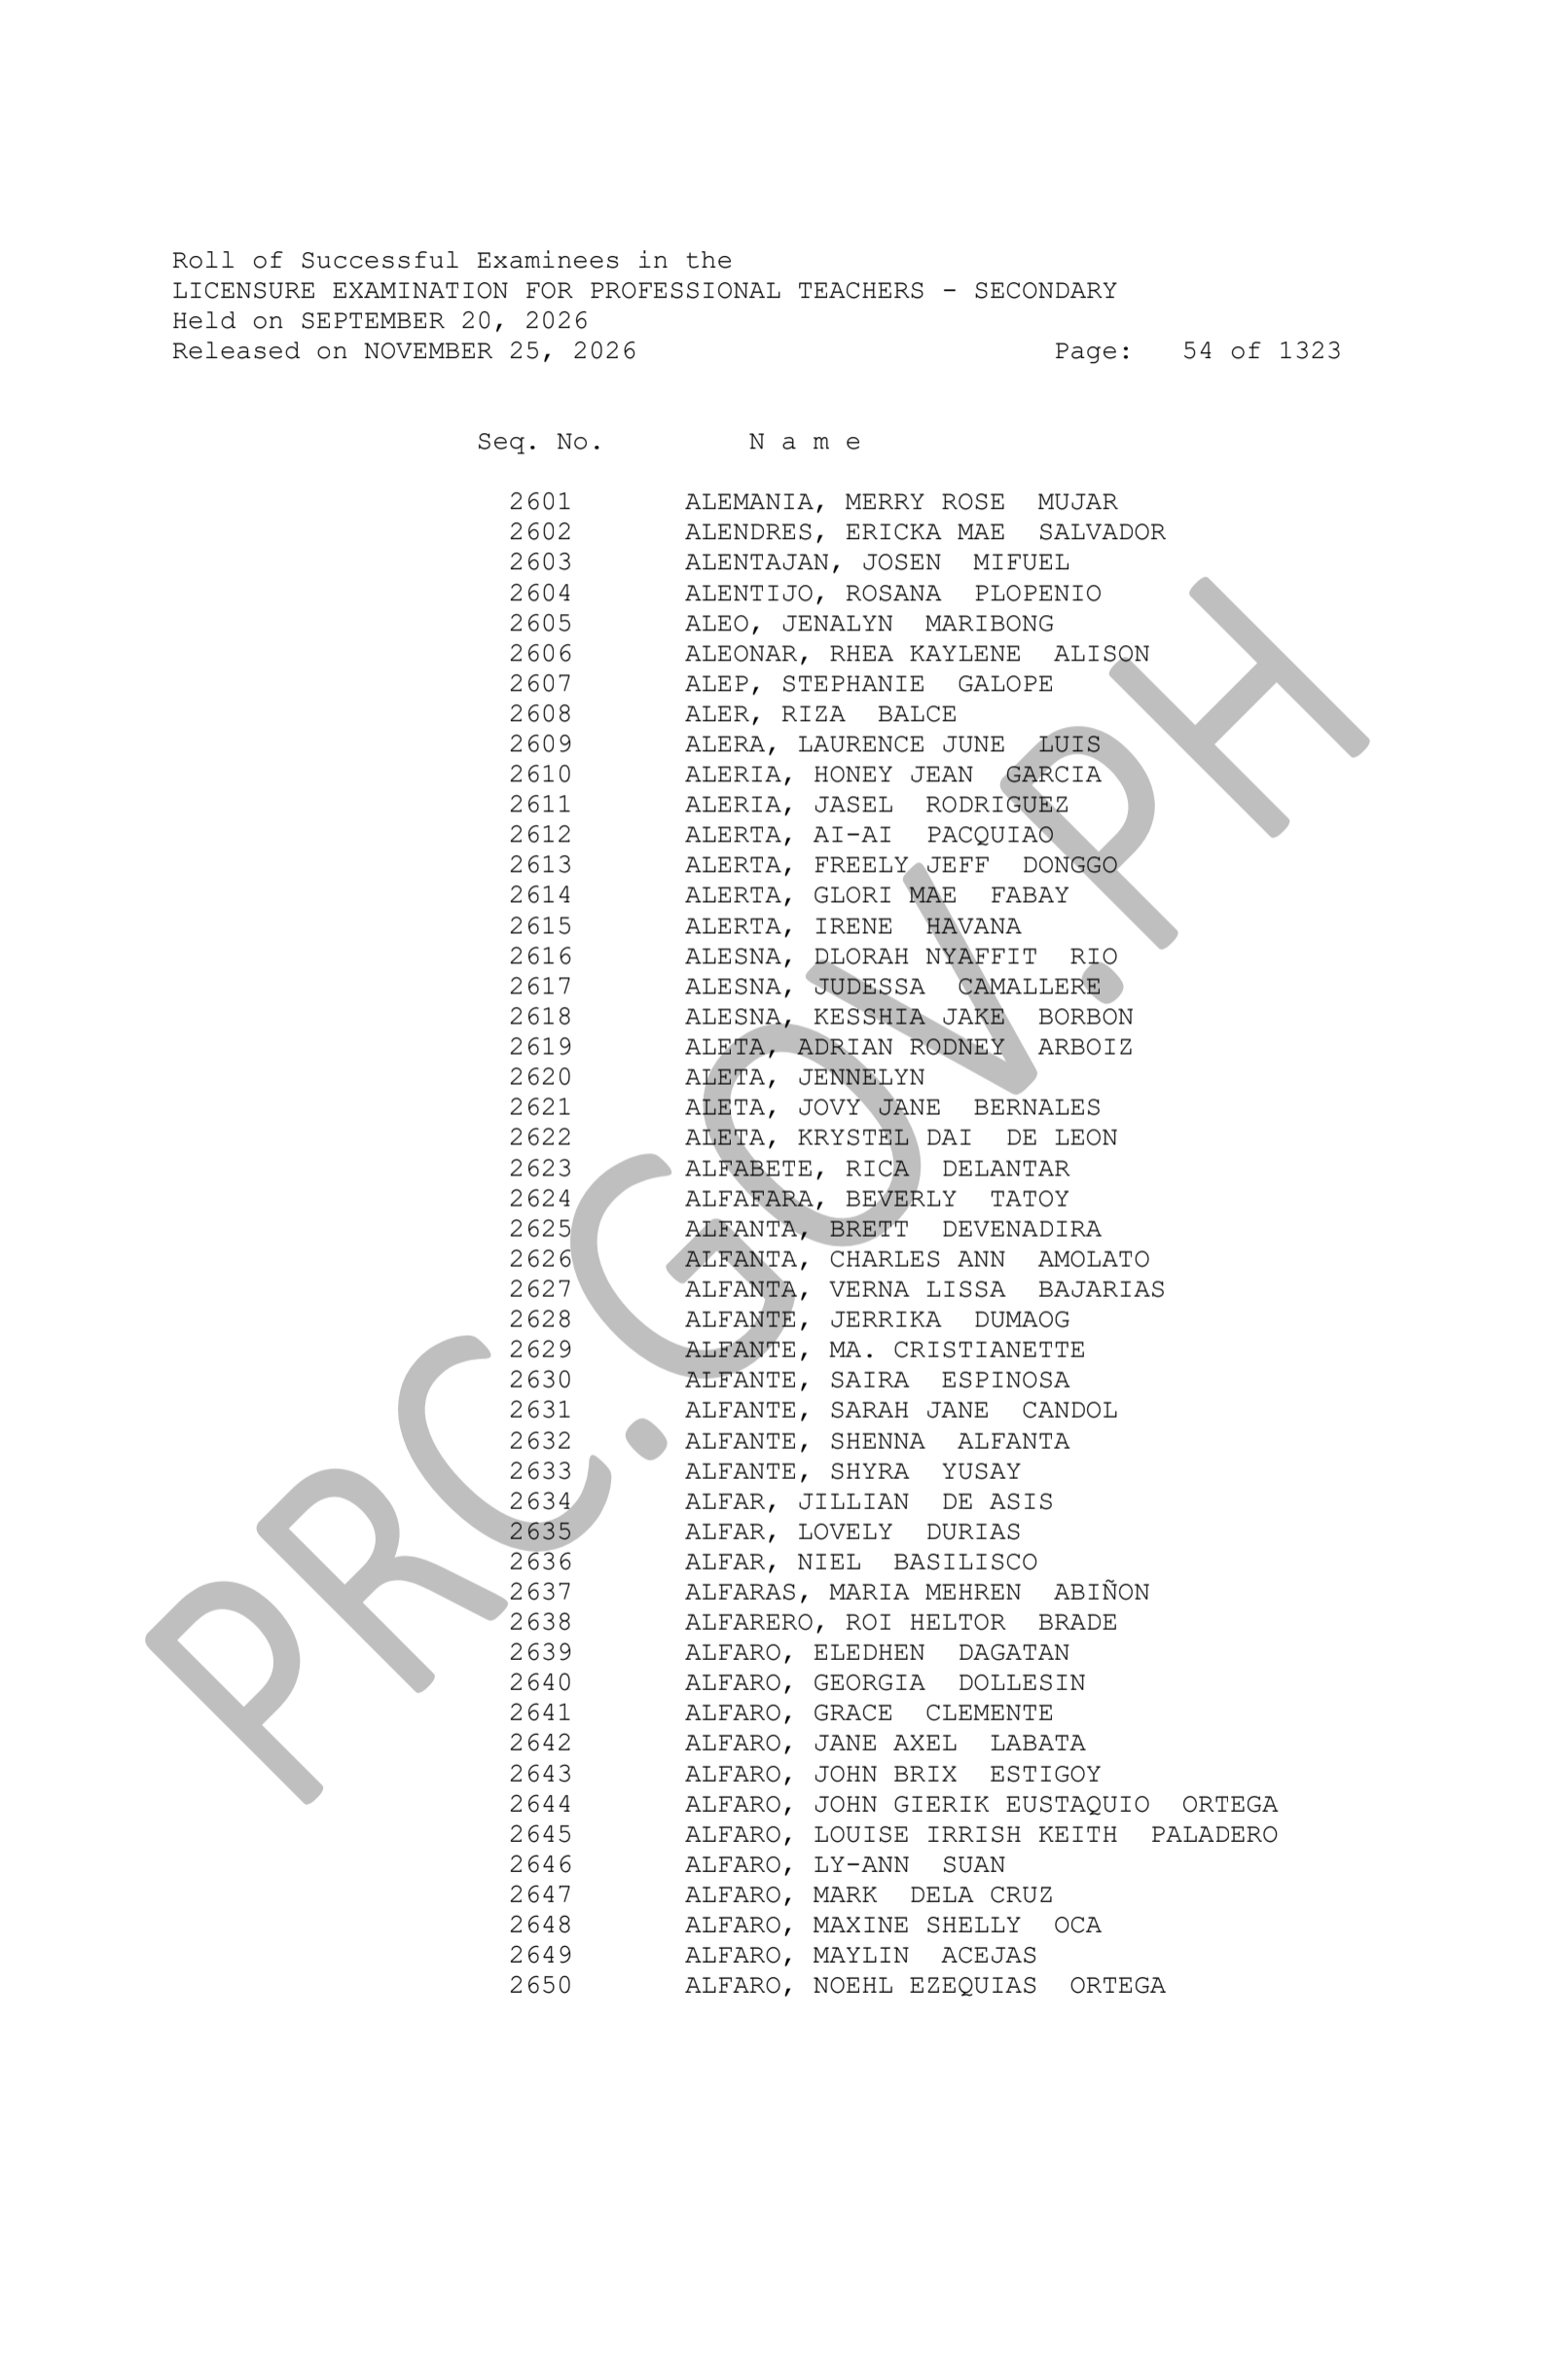 Roll of Successful Examinees in the
LICENSURE EXAMINATION FOR PROFESSIONAL TEACHERS - SECONDARY
Held on SEPTEMBER 20, 2026
Released on NOVEMBER 25, 2026 Page: 54 of 1323
Seq. No. N a m e
2601 ALEMANIA, MERRY ROSE MUJAR
2602 ALENDRES, ERICKA MAE SALVADOR
2603 ALENTAJAN, JOSEN MIFUEL
2604 ALENTIJO, ROSANA PLOPENIO
2605 ALEO, JENALYN MARIBONG
2606 ALEONAR, RHEA KAYLENE ALISON
2607 ALEP, STEPHANIE GALOPE
2608 ALER, RIZA BALCE
2609 ALERA, LAURENCE JUNE LUIS
2610 ALERIA, HONEY JEAN GARCIA
2611 ALERIA, JASEL RODRIGUEZ
2612 ALERTA, AI-AI PACQUIAO
2613 ALERTA, FREELY JEFF DONGGO
2614 ALERTA, GLORI MAE FABAY
2615 ALERTA, IRENE HAVANA
2616 ALESNA, DLORAH NYAFFIT RIO
2617 ALESNA, JUDESSA CAMALLERE
2618 ALESNA, KESSHIA JAKE BORBON
2619 ALETA, ADRIAN RODNEY ARBOIZ
2620 ALETA, JENNELYN
2621 ALETA, JOVY JANE BERNALES
2622 ALETA, KRYSTEL DAI DE LEON
2623 ALFABETE, RICA DELANTAR
2624 ALFAFARA, BEVERLY TATOY
2625 ALFANTA, BRETT DEVENADIRA
2626 ALFANTA, CHARLES ANN AMOLATO
2627 ALFANTA, VERNA LISSA BAJARIAS
2628 ALFANTE, JERRIKA DUMAOG
2629 ALFANTE, MA. CRISTIANETTE
2630 ALFANTE, SAIRA ESPINOSA
2631 ALFANTE, SARAH JANE CANDOL
2632 ALFANTE, SHENNA ALFANTA
2633 ALFANTE, SHYRA YUSAY
2634 ALFAR, JILLIAN DE ASIS
2635 ALFAR, LOVELY DURIAS
2636 ALFAR, NIEL BASILISCO
2637 ALFARAS, MARIA MEHREN ABIÑON
2638 ALFARERO, ROI HELTOR BRADE
2639 ALFARO, ELEDHEN DAGATAN
2640 ALFARO, GEORGIA DOLLESIN
2641 ALFARO, GRACE CLEMENTE
2642 ALFARO, JANE AXEL LABATA
2643 ALFARO, JOHN BRIX ESTIGOY
2644 ALFARO, JOHN GIERIK EUSTAQUIO ORTEGA
2645 ALFARO, LOUISE IRRISH KEITH PALADERO
2646 ALFARO, LY-ANN SUAN
2647 ALFARO, MARK DELA CRUZ
2648 ALFARO, MAXINE SHELLY OCA
2649 ALFARO, MAYLIN ACEJAS
2650 ALFARO, NOEHL EZEQUIAS ORTEGA
PRC.GOV.PH